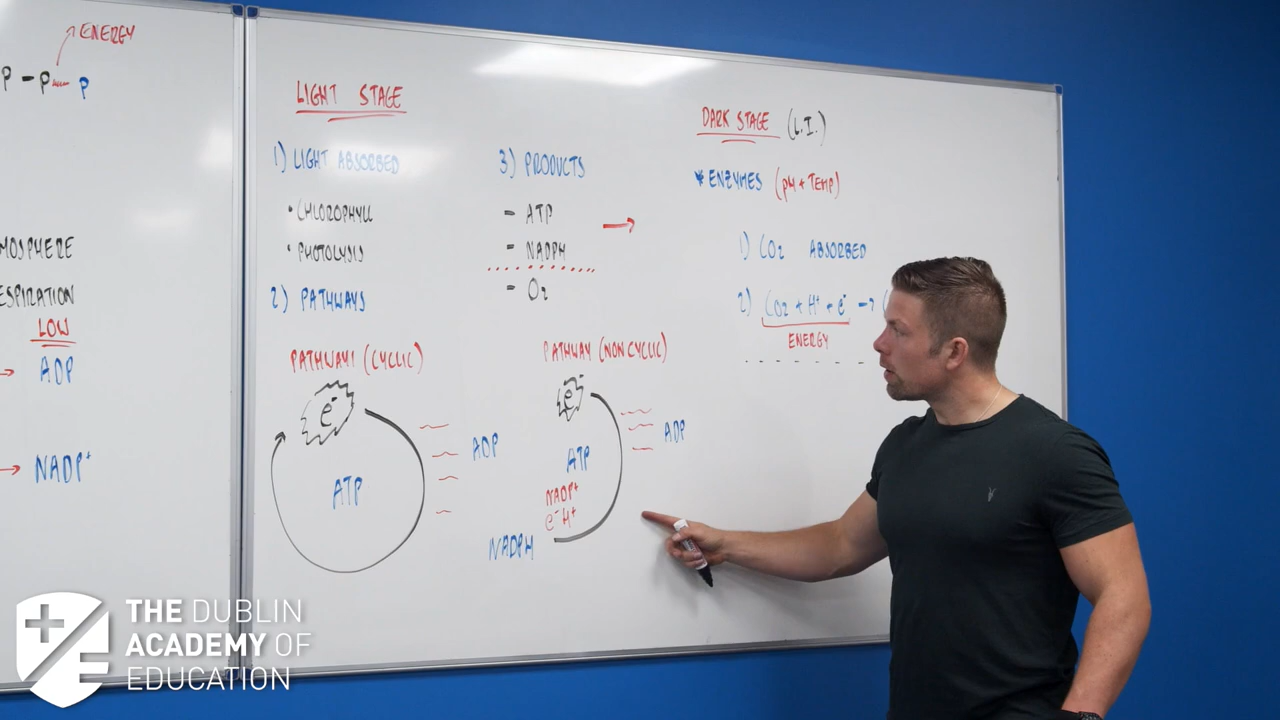 ENERGY
P - P - P
MOSPHERE
ESPIRATION
LOW
→ ADP
→ NADP⁺
LIGHT STAGE
1) LIGHT ABSORBED
• CHLOROPHYLL
• PHOTOLYSIS
2) PATHWAYS
3) PRODUCTS
- ATP
- NADPH
- O₂
→
PATHWAY 1 (CYCLIC)
e⁻
ATP
ADP
PATHWAY (NON CYCLIC)
e⁻
ATP
ADP
NADP⁺
e⁻ H⁺
NADPH
DARK STAGE (L.I.)
* ENZYMES (pH + TEMP)
1) CO₂ ABSORBED
2) CO₂ + H⁺ + e⁻ → (
ENERGY
THE DUBLIN
ACADEMY OF
EDUCATION